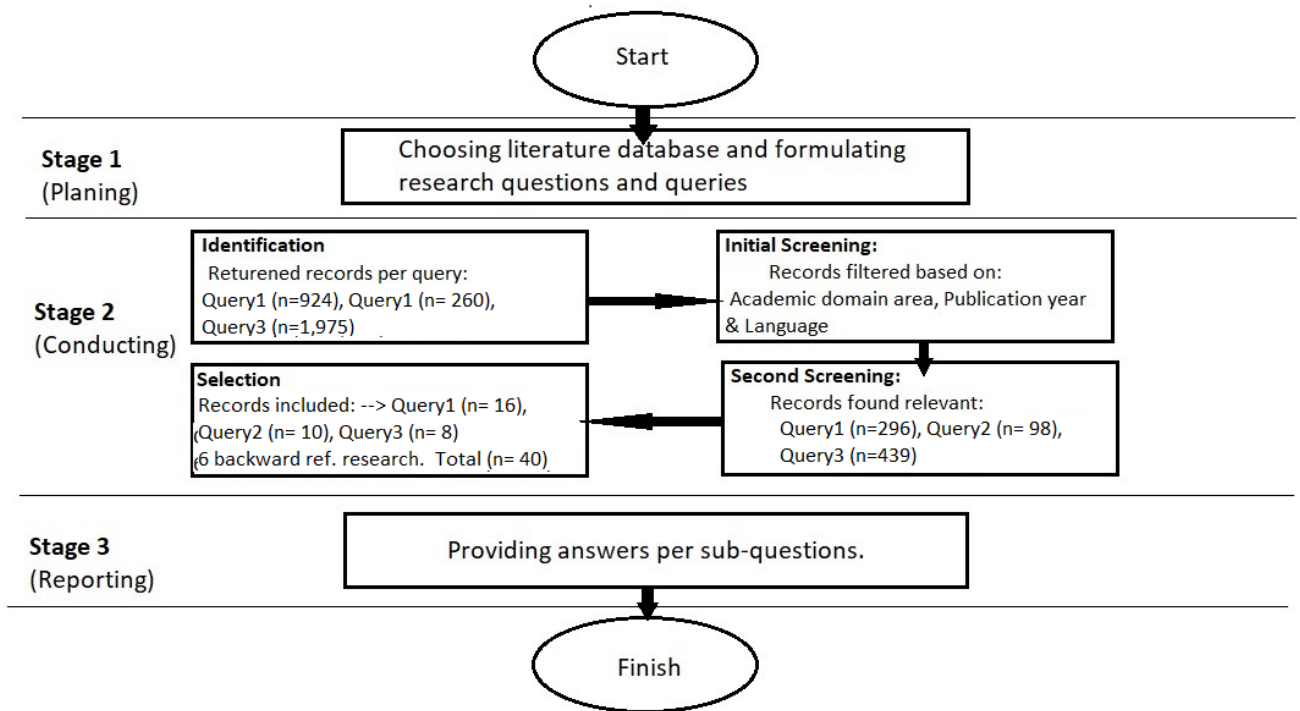 Start
Stage 1
(Planing)
Choosing literature database and formulating
research questions and queries
Stage 2
(Conducting)
Identification
Returened records per query:
Query1 (n=924), Query1 (n= 260),
Query3 (n=1,975)
Initial Screening:
Records filtered based on:
Academic domain area, Publication year
& Language
Second Screening:
Records found relevant:
Query1 (n=296), Query2 (n= 98),
Query3 (n=439)
Selection
Records included: --> Query1 (n= 16),
Query2 (n= 10), Query3 (n= 8)
6 backward ref. research. Total (n= 40)
Stage 3
(Reporting)
Providing answers per sub-questions.
Finish